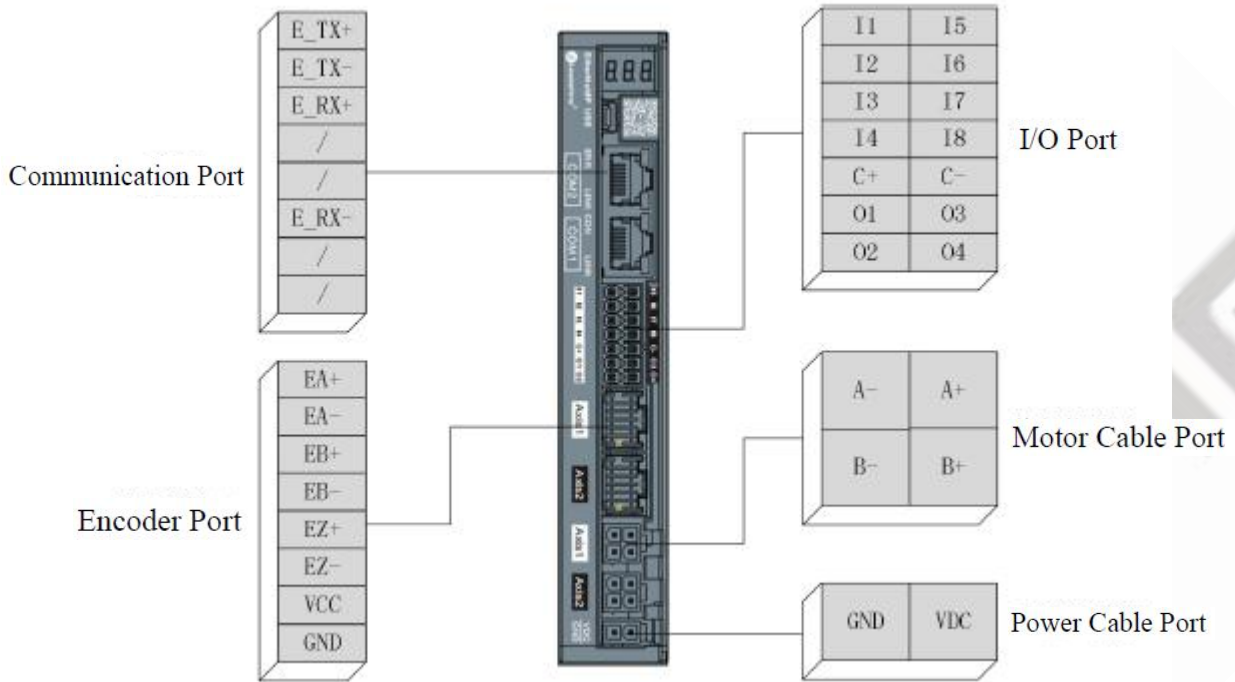 Communication Port
E_TX+
E_TX-
E_RX+
/
/
E_RX-
/
/
Encoder Port
EA+
EA-
EB+
EB-
EZ+
EZ-
VCC
GND
COM2
COM1
Axis1
Axis2
Axis1
Axis2
I1 I5
I2 I6
I3 I7
I4 I8
C+ C-
O1 O3
O2 O4
I/O Port
A- A+
B- B+
Motor Cable Port
GND VDC
Power Cable Port